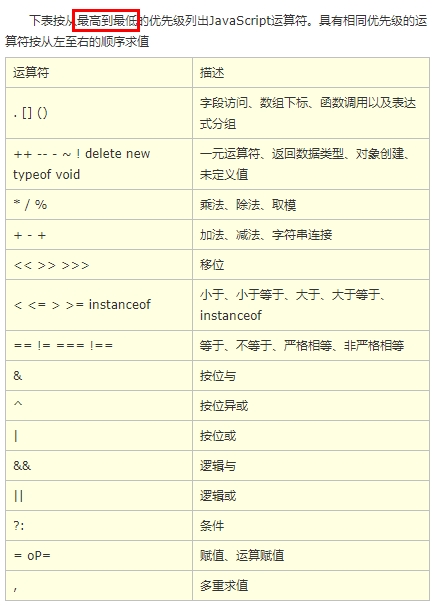 下表按从最高到最低的优先级列出JavaScript运算符。具有相同优先级的运
算符按从左至右的顺序求值
运算符 描述
. [] () 字段访问、数组下标、函数调用以及表达
式分组
++ -- - ~ ! delete new
typeof void 一元运算符、返回数据类型、对象创建、
未定义值
* / % 乘法、除法、取模
+ - + 加法、减法、字符串连接
<< >> >>> 移位
< <= > >= instanceof 小于、小于等于、大于、大于等于、
instanceof
== != === !== 等于、不等于、严格相等、非严格相等
& 按位与
^ 按位异或
| 按位或
&& 逻辑与
|| 逻辑或
?: 条件
= oP= 赋值、运算赋值
, 多重求值